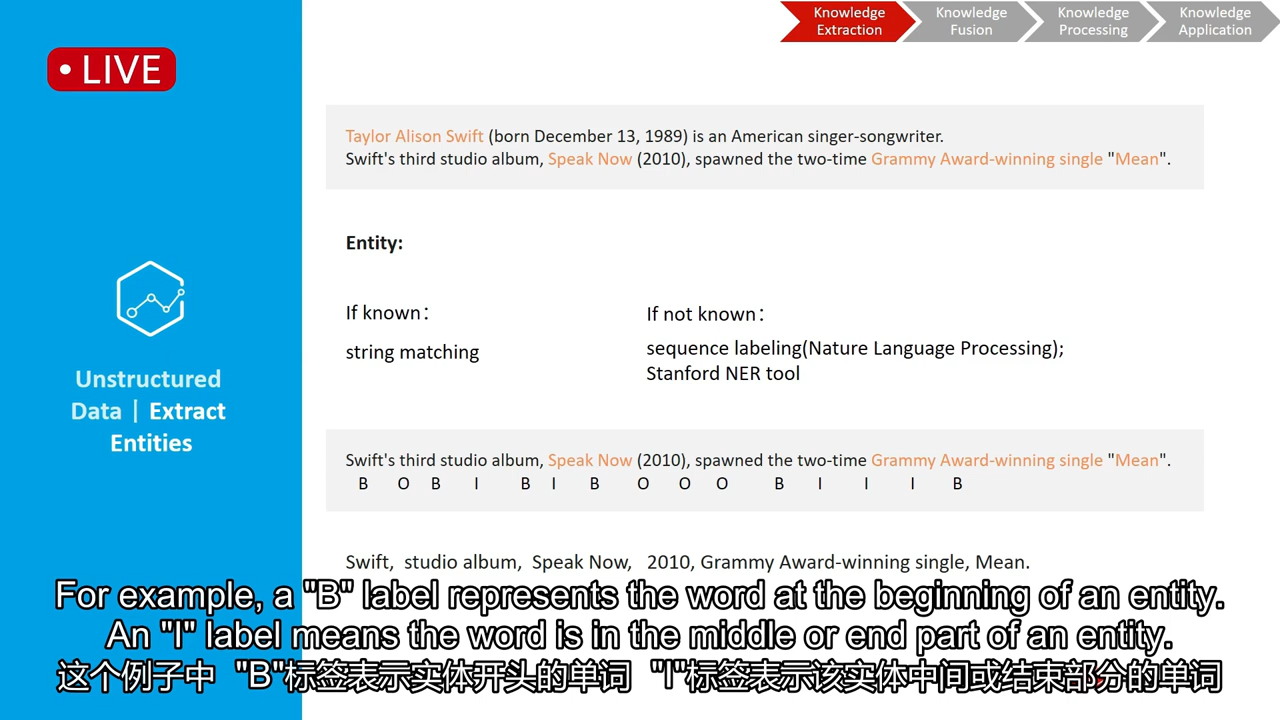 Knowledge Extraction
Knowledge Fusion
Knowledge Processing
Knowledge Application
• LIVE
Taylor Alison Swift (born December 13, 1989) is an American singer-songwriter.
Swift's third studio album, Speak Now (2010), spawned the two-time Grammy Award-winning single "Mean".
Entity:
If known：
string matching
If not known：
sequence labeling(Nature Language Processing);
Stanford NER tool
Unstructured
Data | Extract
Entities
Swift's third studio album, Speak Now (2010), spawned the two-time Grammy Award-winning single "Mean".
B O B I B I B O O O B I I I B
Swift, studio album, Speak Now, 2010, Grammy Award-winning single, Mean.
For example, a "B" label represents the word at the beginning of an entity.
An "I" label means the word is in the middle or end part of an entity.
这个例子中 "B"标签表示实体开头的单词 "I"标签表示该实体中间或结束部分的单词